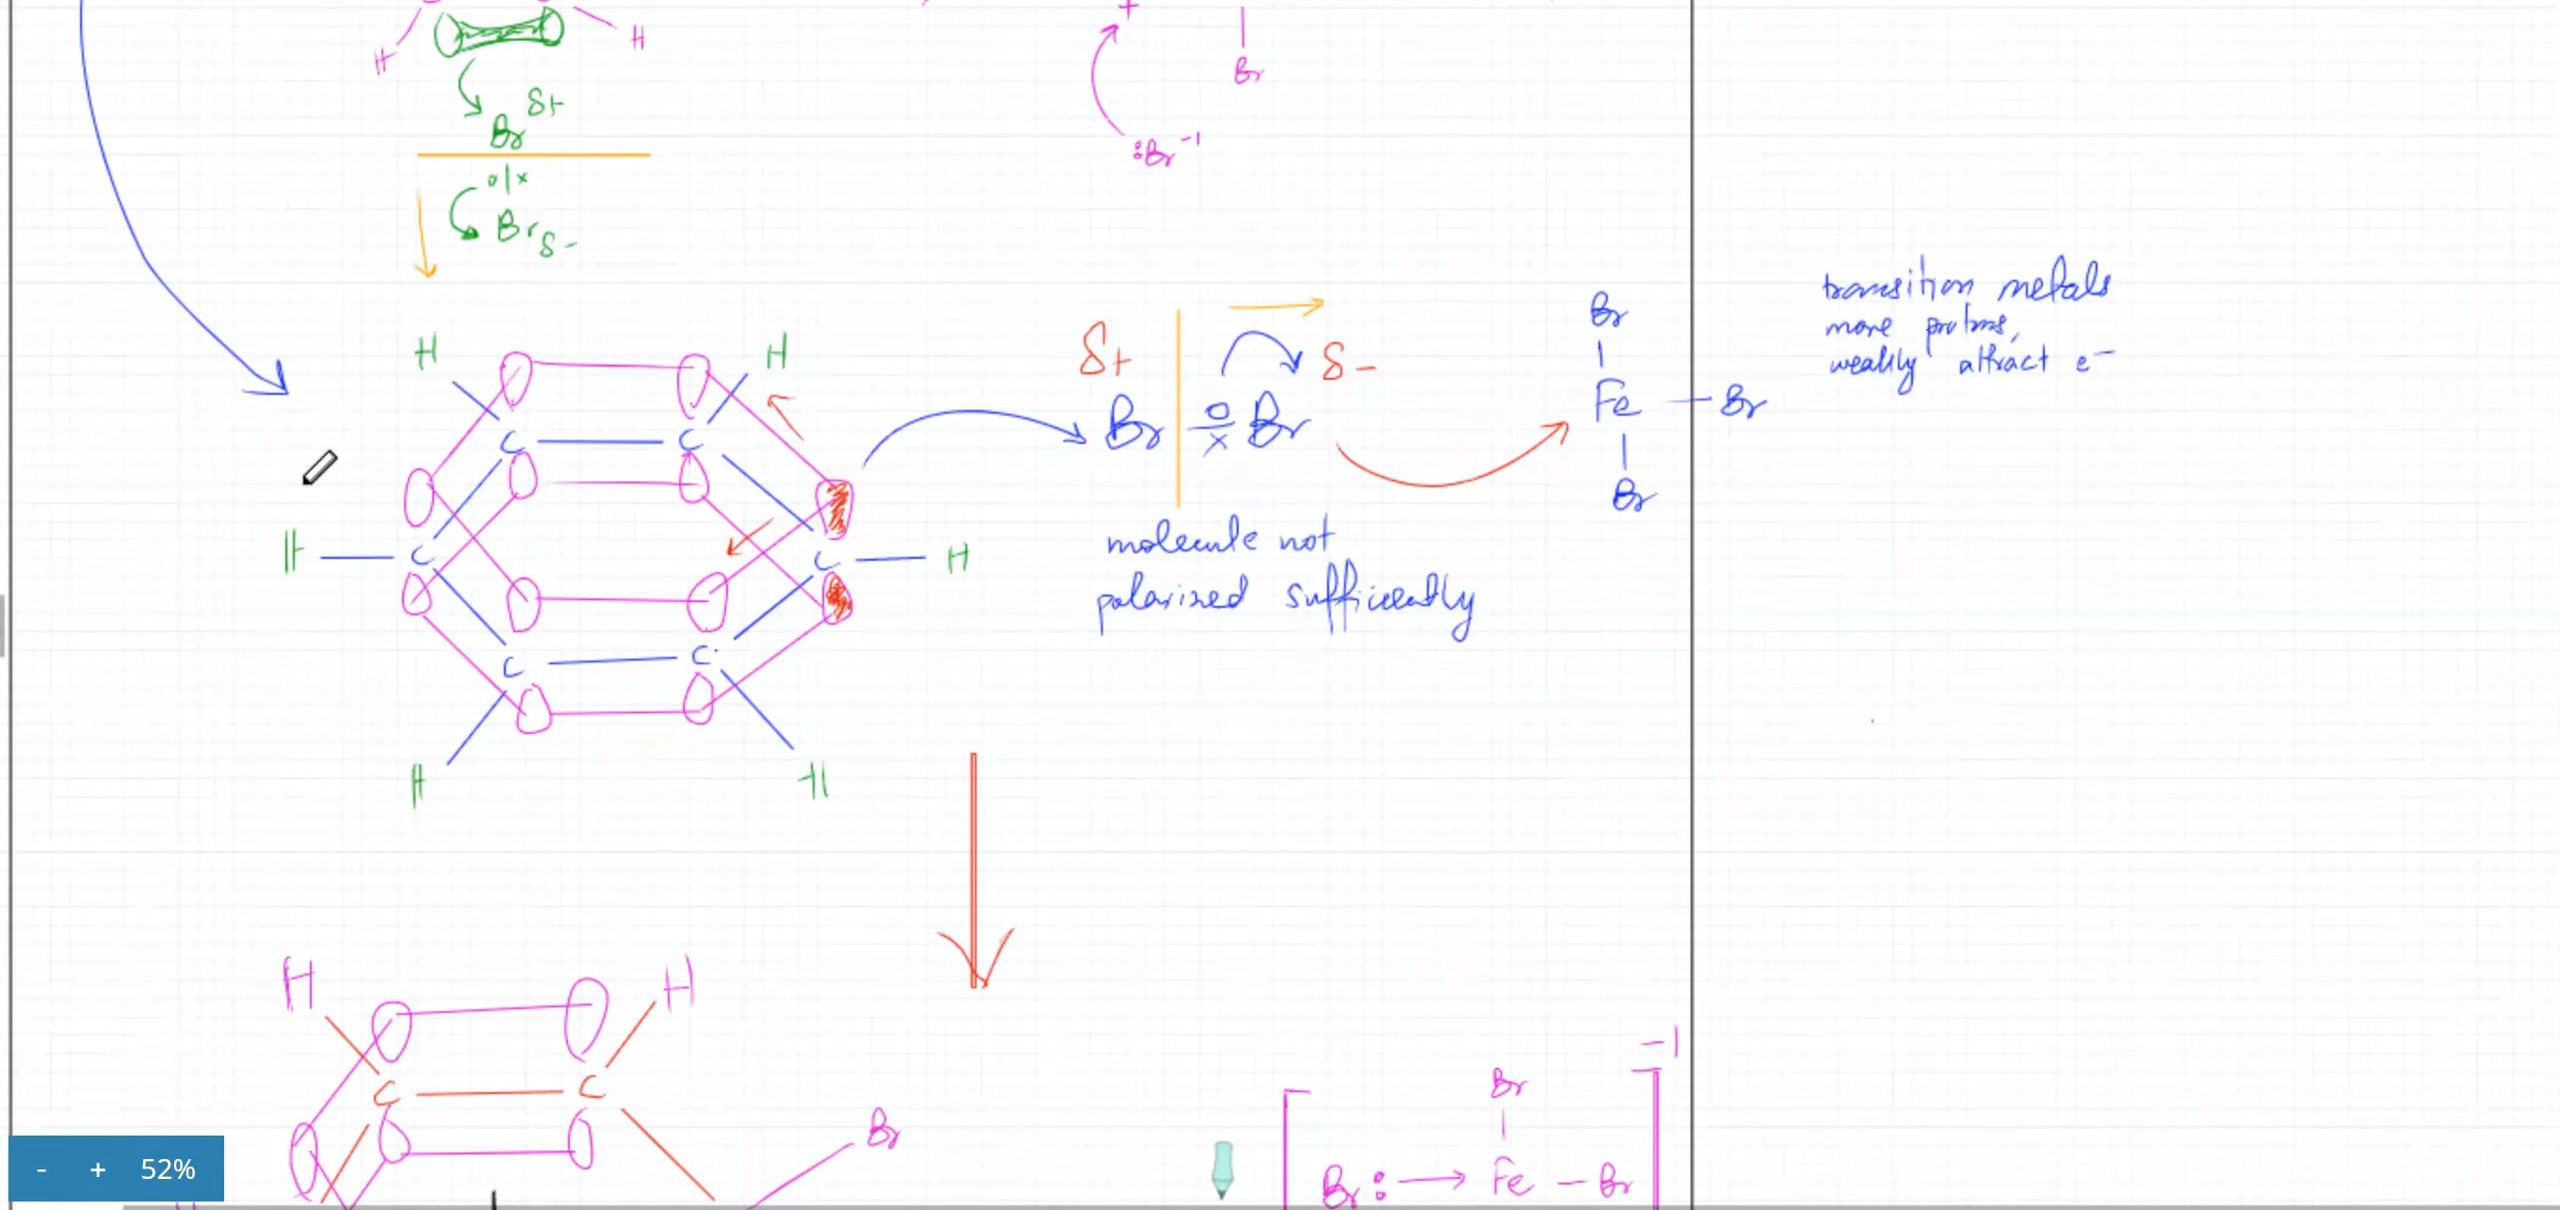 H
H
δ+
Br
Br
o|x
:Br⁻¹
Br δ-
Br
transition metals
more protons,
weakly attract e⁻
H
H
δ+
δ-
C
C
Br
Br
Fe
Br
Br
H
C
C
H
molecule not
polarized sufficiently
C
C
H
H
H
H
-1
C
C
Br
Br
- + 52%
Br: → Fe - Br